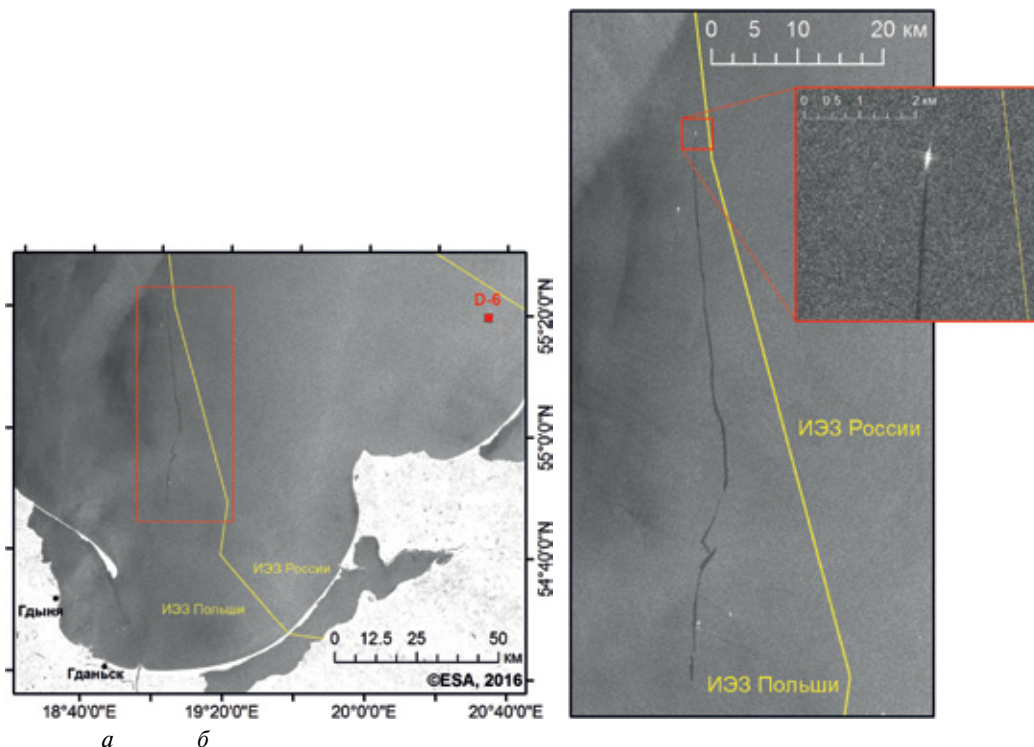 D-6
ИЭЗ России
ИЭЗ Польши
Гдыня
Гданьск
0 12.5 25 50
км
©ESA, 2016
55°20'0"N
55°0'0"N
54°40'0"N
18°40'0"E
19°20'0"E
20°0'0"E
20°40'0"E
0 5 10 20 км
0 0 5 1 2 км
ИЭЗ России
ИЭЗ Польши
а б